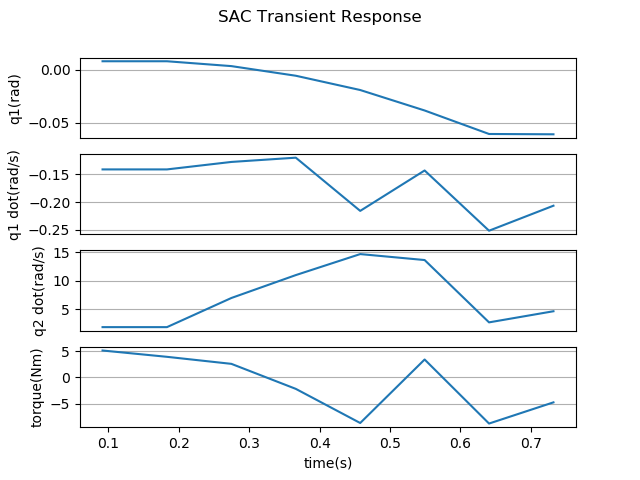 SAC Transient Response
q1(rad)
0.00
−0.05
q1 dot(rad/s)
−0.15
−0.20
−0.25
q2 dot(rad/s)
15
10
5
torque(Nm)
5
0
−5
0.1 0.2 0.3 0.4 0.5 0.6 0.7
time(s)